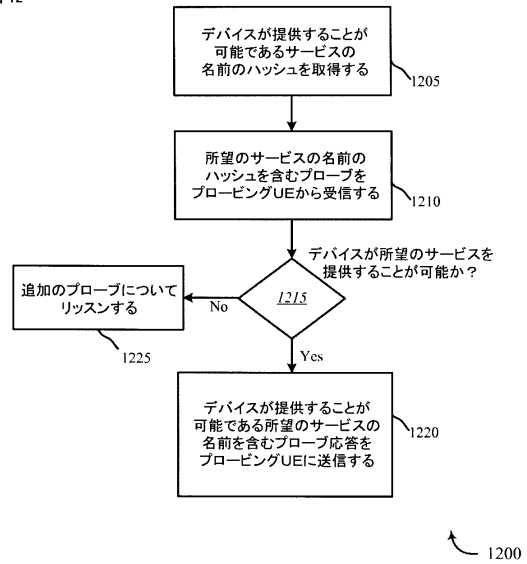 デバイスが提供することが
可能であるサービスの
名前のハッシュを取得する
1205
所望のサービスの名前の
ハッシュを含むプローブを
プロービングUEから受信する
1210
デバイスが所望のサービスを
提供することが可能か？
1215
No
追加のプローブについて
リッスンする
1225
Yes
デバイスが提供することが
可能である所望のサービスの
名前を含むプローブ応答を
プロービングUEに送信する
1220
1200